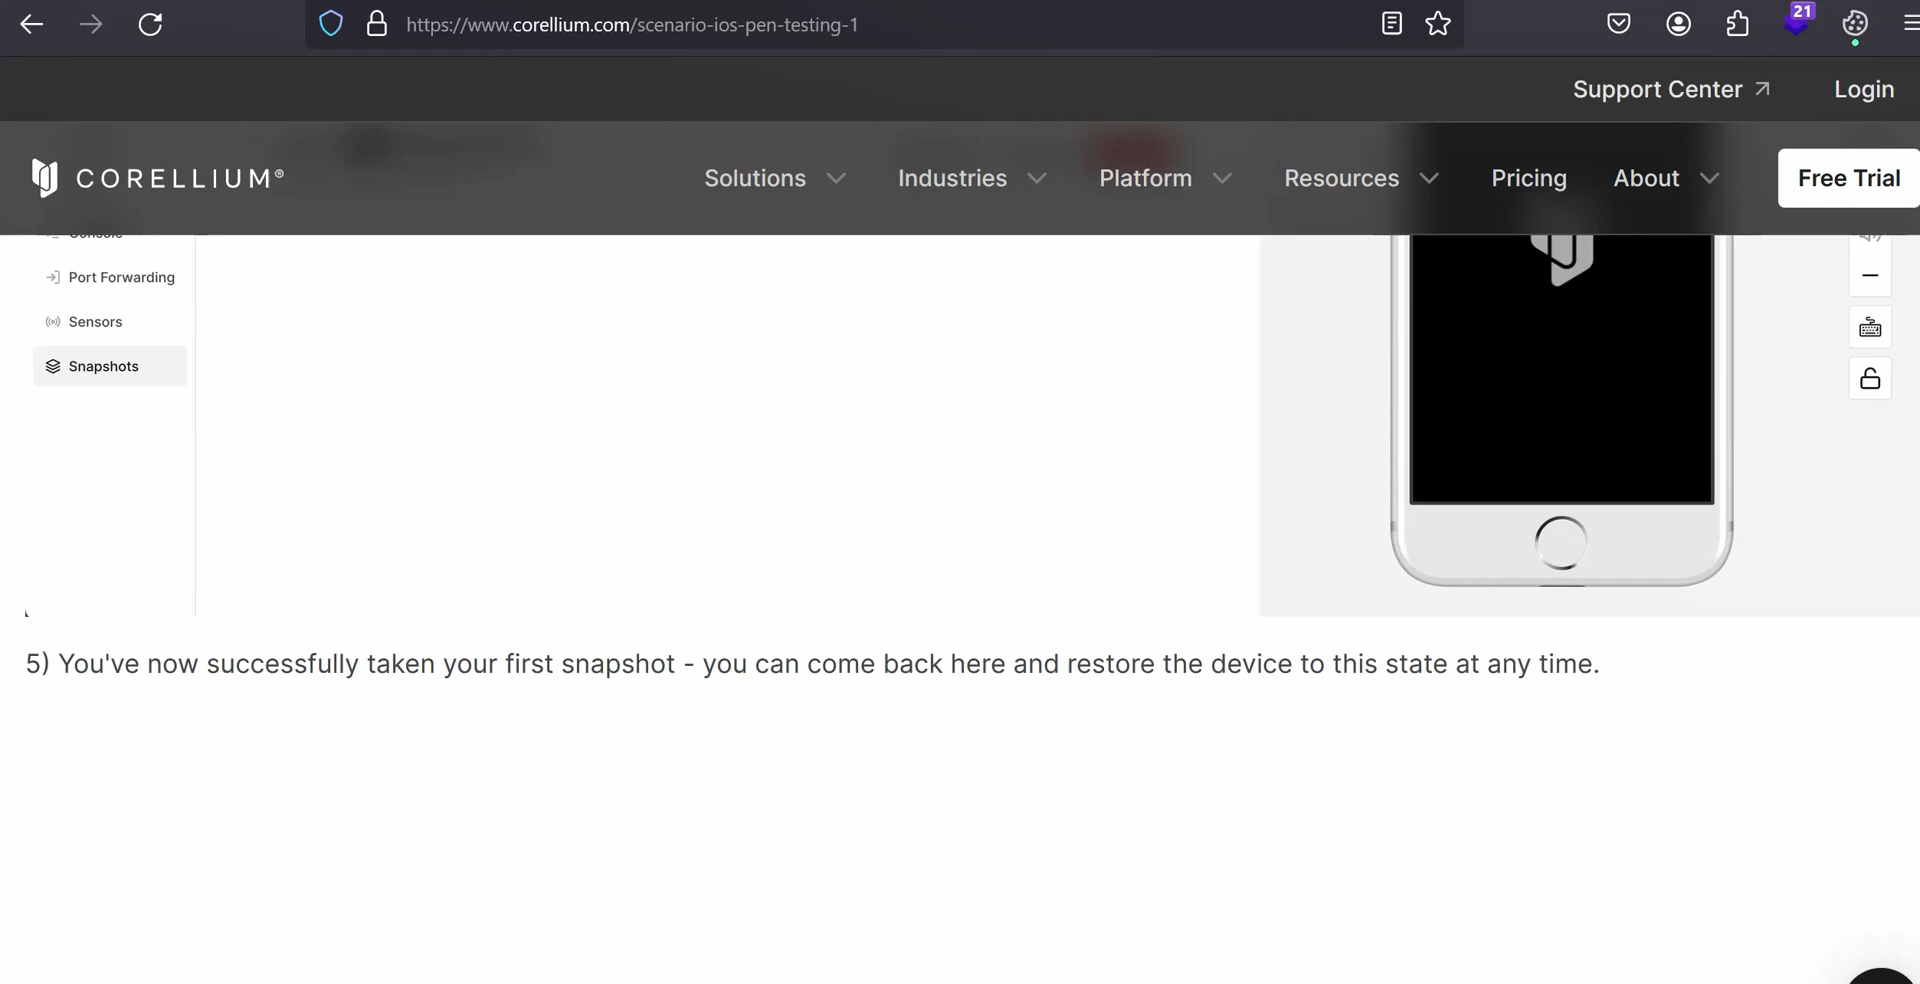 https://www.corellium.com/scenario-ios-pen-testing-1
21
Support Center Login
CORELLIUM® Solutions Industries Platform Resources Pricing About Free Trial
Console
Port Forwarding
Sensors
Snapshots
5) You've now successfully taken your first snapshot - you can come back here and restore the device to this state at any time.